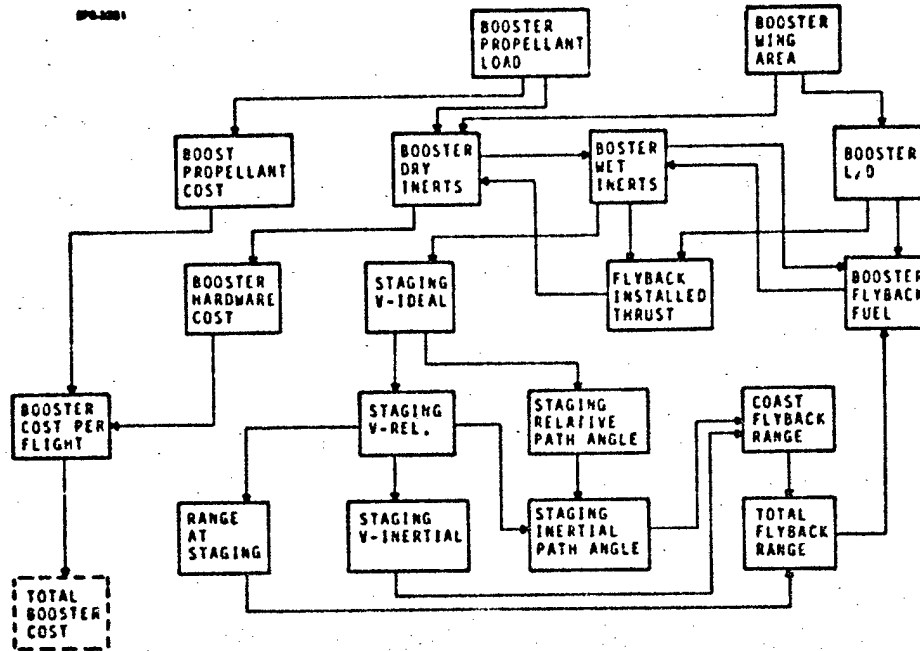 BOOSTER
PROPELLANT
LOAD
BOOSTER
WING
AREA
BOOST
PROPELLANT
COST
BOOSTER
DRY
INERTS
BOSTER
WET
INERTS
BOOSTER
L/D
BOOSTER
HARDWARE
COST
STAGING
V-IDEAL
FLYBACK
INSTALLED
THRUST
BOOSTER
FLYBACK
FUEL
BOOSTER
COST PER
FLIGHT
STAGING
V-REL.
STAGING
RELATIVE
PATH ANGLE
COAST
FLYBACK
RANGE
RANGE
AT
STAGING
STAGING
V-INERTIAL
STAGING
INERTIAL
PATH ANGLE
TOTAL
FLYBACK
RANGE
TOTAL
BOOSTER
COST